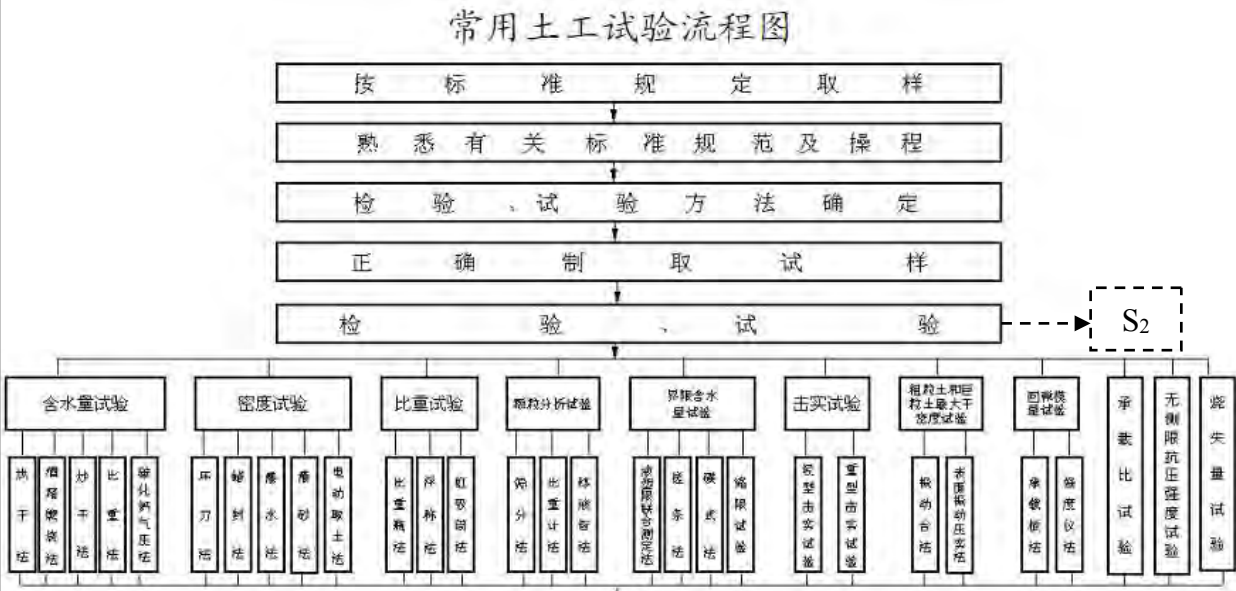 常用土工试验流程图
按标准规定取样
熟悉有关标准规范及操程
检验、试验方法确定
正确制取试样
检验、试验
S₂
含水量试验
密度试验
比重试验
颗粒分析试验
界限含水
量试验
击实试验
粗粒土和巨
粒土最大干
密度试验
回弹模
量试验
承载比试验
无侧限抗压强度试验
烧失量试验
烘干法
酒精燃烧法
炒干法
比重法
碳化钙气压法
环刀法
蜡封法
灌水法
灌砂法
电动取土法
比重瓶法
浮称法
虹吸筒法
筛分法
比重计法
移液管法
液塑限联合测定法
搓条法
碟式法
缩限试验
轻型击实试验
重型击实试验
振动台法
表面振动压实法
承载板法
强度仪法